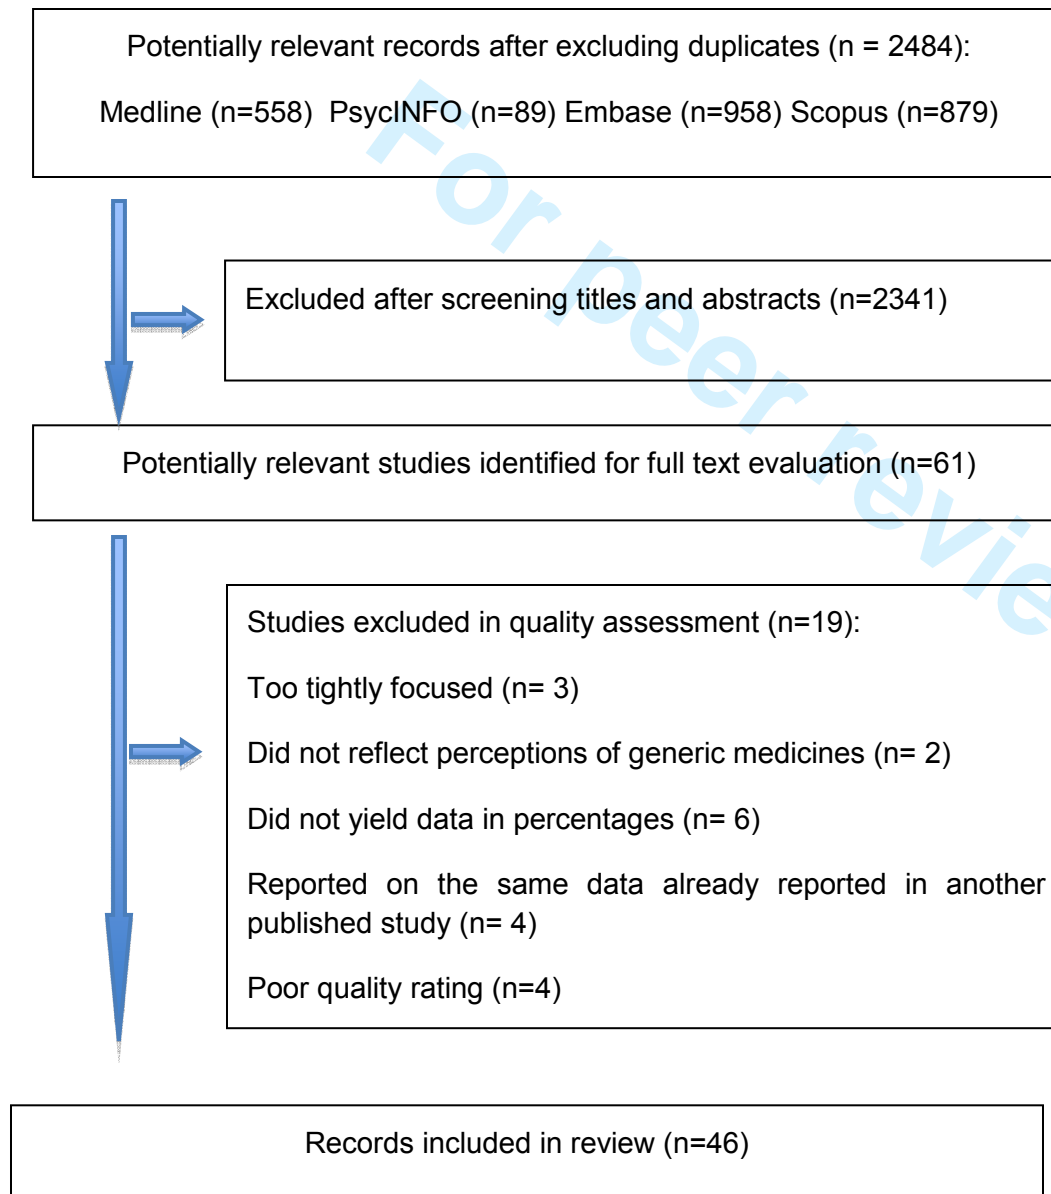 Potentially relevant records after excluding duplicates (n = 2484):
Medline (n=558) PsycINFO (n=89) Embase (n=958) Scopus (n=879)
Excluded after screening titles and abstracts (n=2341)
Potentially relevant studies identified for full text evaluation (n=61)
Studies excluded in quality assessment (n=19):
Too tightly focused (n= 3)
Did not reflect perceptions of generic medicines (n= 2)
Did not yield data in percentages (n= 6)
Reported on the same data already reported in another
published study (n= 4)
Poor quality rating (n=4)
Records included in review (n=46)
For peer revie